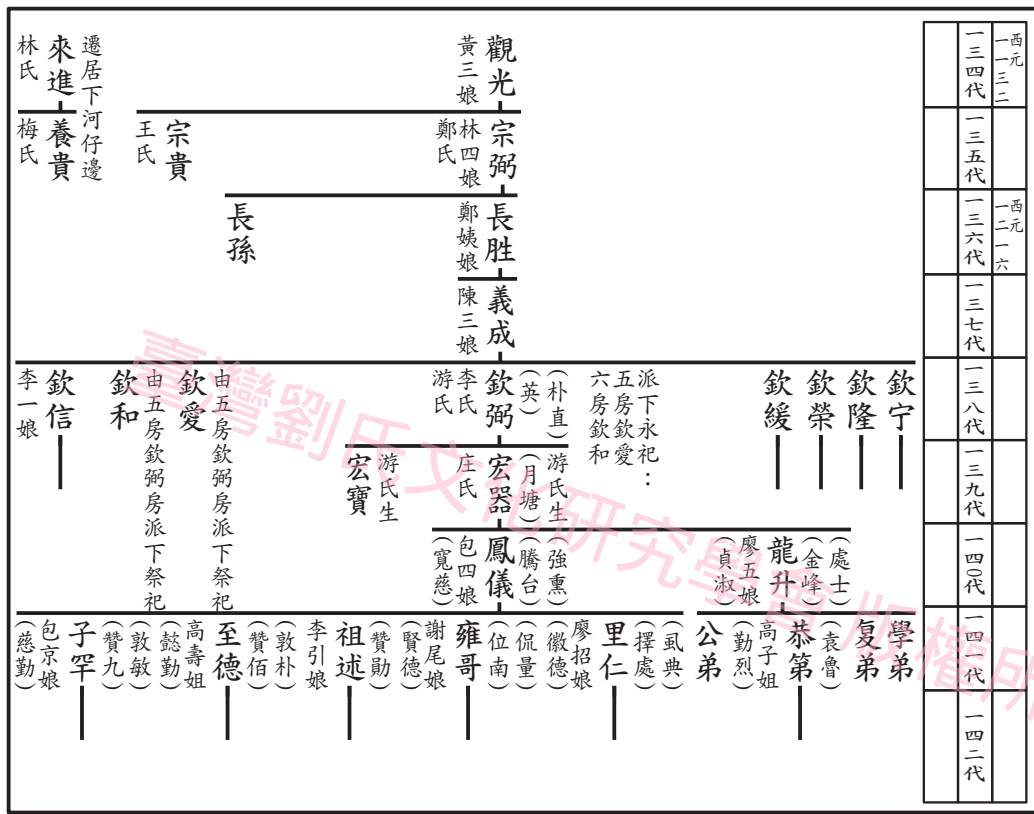 西元一一三二
西元一二一六
一三四代
一三五代
一三六代
一三七代
一三八代
一三九代
一四〇代
一四一代
一四二代
觀光
黃三娘
遷居下河仔邊
來進
林氏
宗弼
林四娘
鄭氏
宗貴
王氏
養貴
梅氏
長胜
鄭姨娘
長孫
義成
陳三娘
欽宁
欽隆
欽榮
欽緩
派下永祀：
五房欽愛
六房欽和
（朴直）
（英）
欽弼
李氏
游氏
由五房欽弼房派下祭祀
欽愛
由五房欽弼房派下祭祀
欽和
欽信
李一娘
游氏生
（月塘）
宏器
庄氏
游氏生
宏寶
（處士）
（金峰）
龍升
廖五娘
（貞淑）
（強熏）
（騰台）
鳳儀
包四娘
（寬慈）
學弟
复弟
（袁魯）
恭第
高子姐
（勤烈）
公弟
（虱典）
（擇處）
里仁
廖招娘
（徽德）
（侃量）
（位南）
雍哥
謝尾娘
（賢德）
（贊勛）
祖述
李引娘
（敦朴）
（贊佰）
至德
高壽姐
（懿勤）
（敦敏）
（贊九）
子罕
包京娘
（慈勤）
臺灣劉氏文化研究學會 版權所